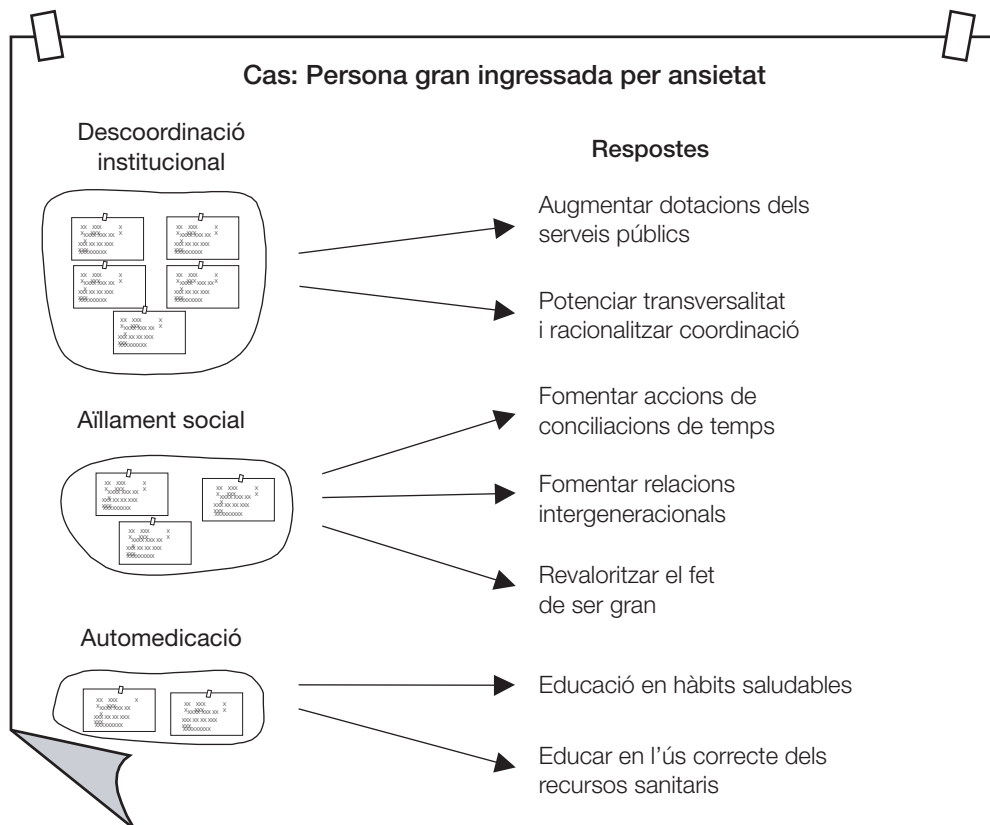 Cas: Persona gran ingressada per ansietat
Descoordinació
institucional
Respostes
Augmentar dotacions dels
serveis públics
Potenciar transversalitat
i racionalitzar coordinació
Aïllament social
Fomentar accions de
conciliacions de temps
Fomentar relacions
intergeneracionals
Revaloritzar el fet
de ser gran
Automedicació
Educació en hàbits saludables
Educar en l'ús correcte dels
recursos sanitaris